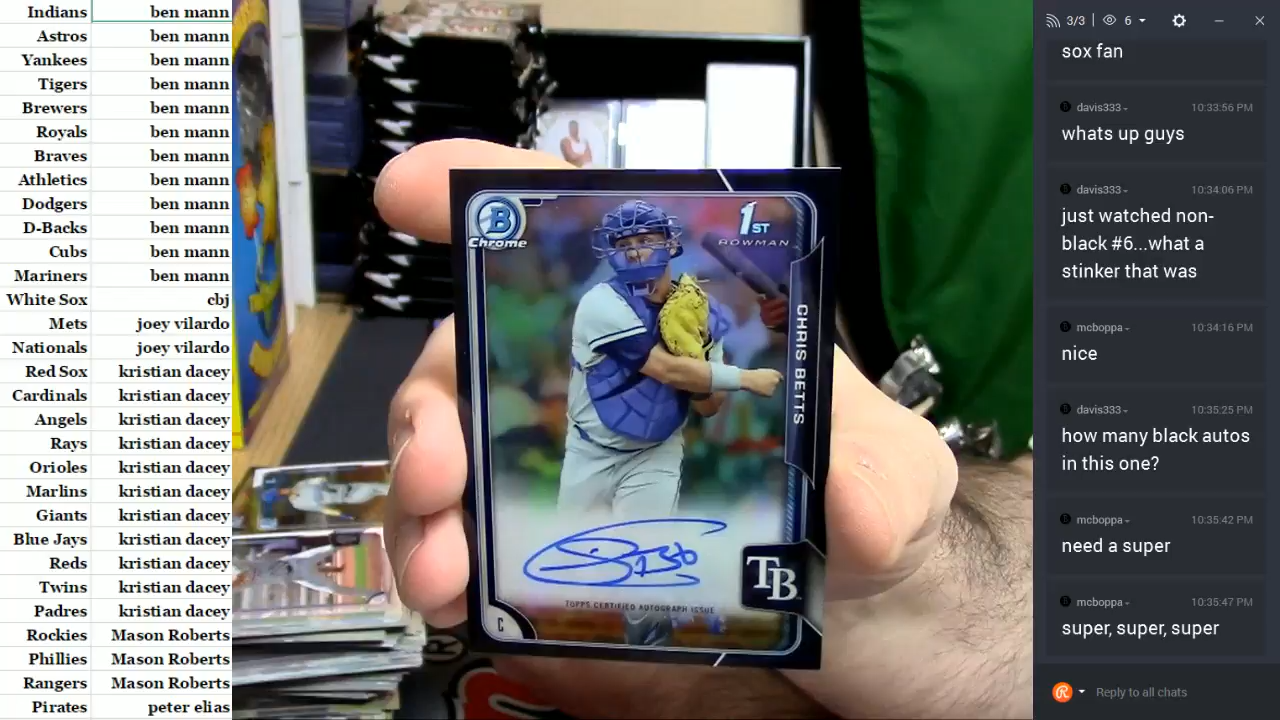 Indians ben mann
Astros ben mann
Yankees ben mann
Tigers ben mann
Brewers ben mann
Royals ben mann
Braves ben mann
Athletics ben mann
Dodgers ben mann
D-Backs ben mann
Cubs ben mann
Mariners ben mann
White Sox cbj
Mets joey vilardo
Nationals joey vilardo
Red Sox kristian dacey
Cardinals kristian dacey
Angels kristian dacey
Rays kristian dacey
Orioles kristian dacey
Marlins kristian dacey
Giants kristian dacey
Blue Jays kristian dacey
Reds kristian dacey
Twins kristian dacey
Padres kristian dacey
Rockies Mason Roberts
Phillies Mason Roberts
Rangers Mason Roberts
Pirates peter elias
B
Chrome
1ST
BOWMAN
CHRIS BETTS
TB
TOPPS CERTIFIED AUTOGRAPH ISSUE
C
3/3 6
sox fan
davis333 10:33:56 PM
whats up guys
davis333 10:34:06 PM
just watched non-
black #6...what a
stinker that was
mcboppa 10:34:16 PM
nice
davis333 10:35:25 PM
how many black autos
in this one?
mcboppa 10:35:42 PM
need a super
mcboppa 10:35:47 PM
super, super, super
Reply to all chats